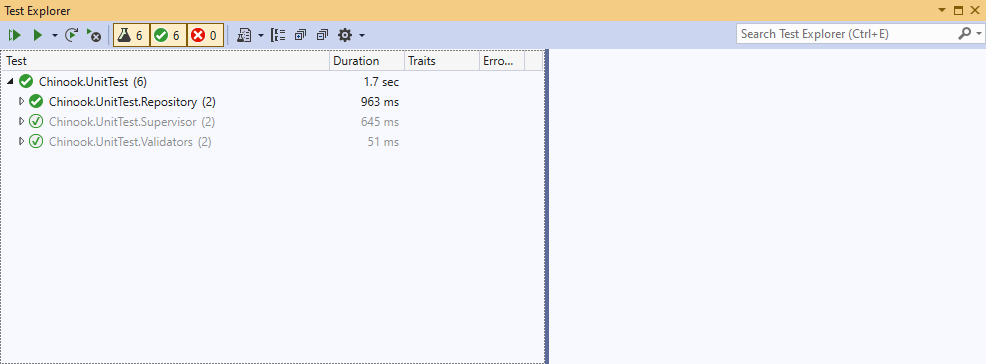 Test Explorer
6 6 0 Search Test Explorer (Ctrl+E)
Test Duration Traits Erro...
Chinook.UnitTest (6) 1.7 sec
Chinook.UnitTest.Repository (2) 963 ms
Chinook.UnitTest.Supervisor (2) 645 ms
Chinook.UnitTest.Validators (2) 51 ms